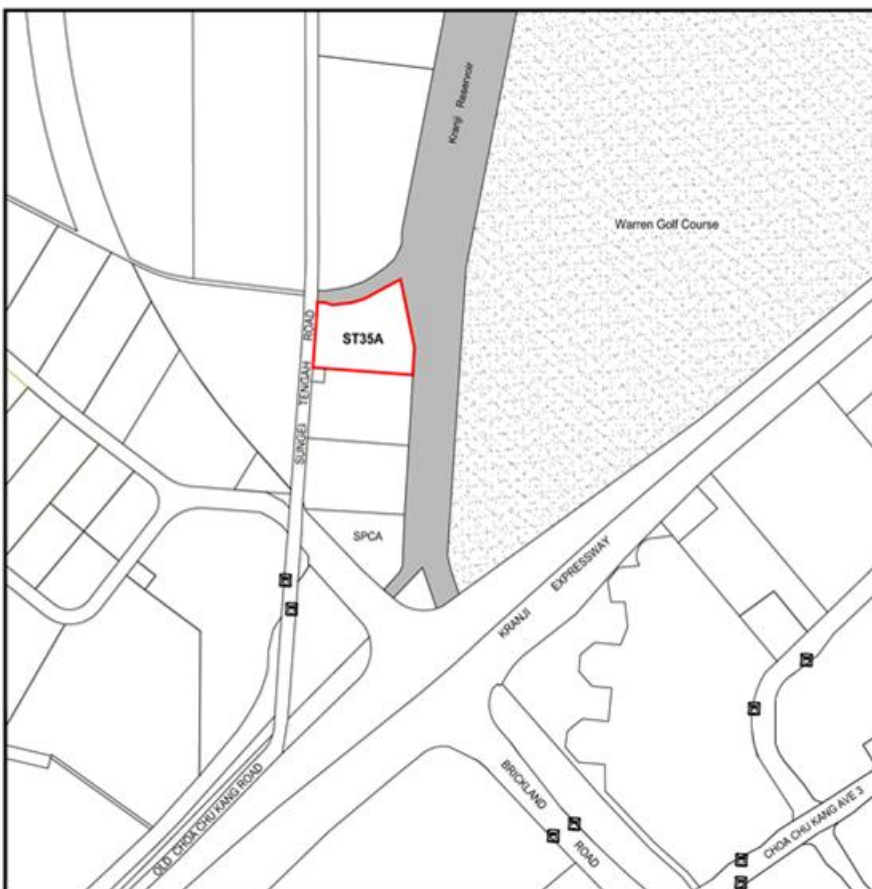 Kranji Reservoir
Warren Golf Course
SUNGEI TENGAH ROAD
ST35A
SPCA
KRANJI EXPRESSWAY
OLD CHOA CHU KANG ROAD
BRICKLAND ROAD
CHOA CHU KANG AVE 3